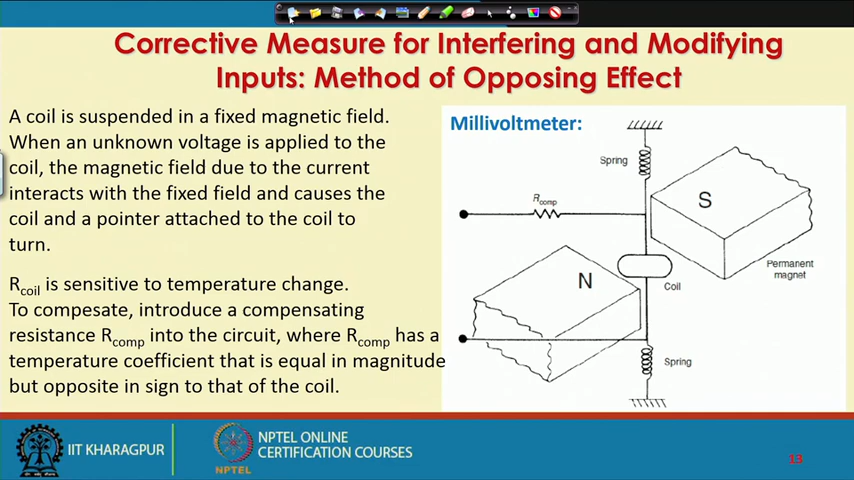 Corrective Measure for Interfering and Modifying
Inputs: Method of Opposing Effect
A coil is suspended in a fixed magnetic field.
When an unknown voltage is applied to the
coil, the magnetic field due to the current
interacts with the fixed field and causes the
coil and a pointer attached to the coil to
turn.
Rcoil is sensitive to temperature change.
To compesate, introduce a compensating
resistance Rcomp into the circuit, where Rcomp has a
temperature coefficient that is equal in magnitude
but opposite in sign to that of the coil.
Millivoltmeter:
Spring
Rcomp
S
Permanent
magnet
N
Coil
Spring
IIT KHARAGPUR
NPTEL
NPTEL ONLINE
CERTIFICATION COURSES
13